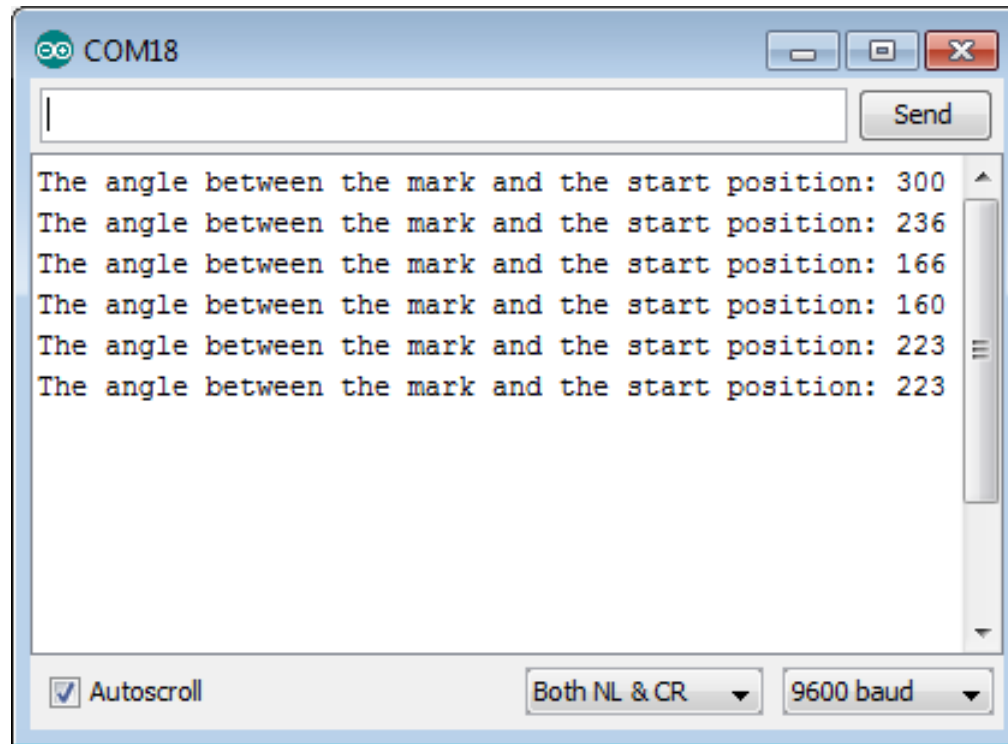 COM18
Send
The angle between the mark and the start position: 300
The angle between the mark and the start position: 236
The angle between the mark and the start position: 166
The angle between the mark and the start position: 160
The angle between the mark and the start position: 223
The angle between the mark and the start position: 223
Autoscroll
Both NL & CR
9600 baud